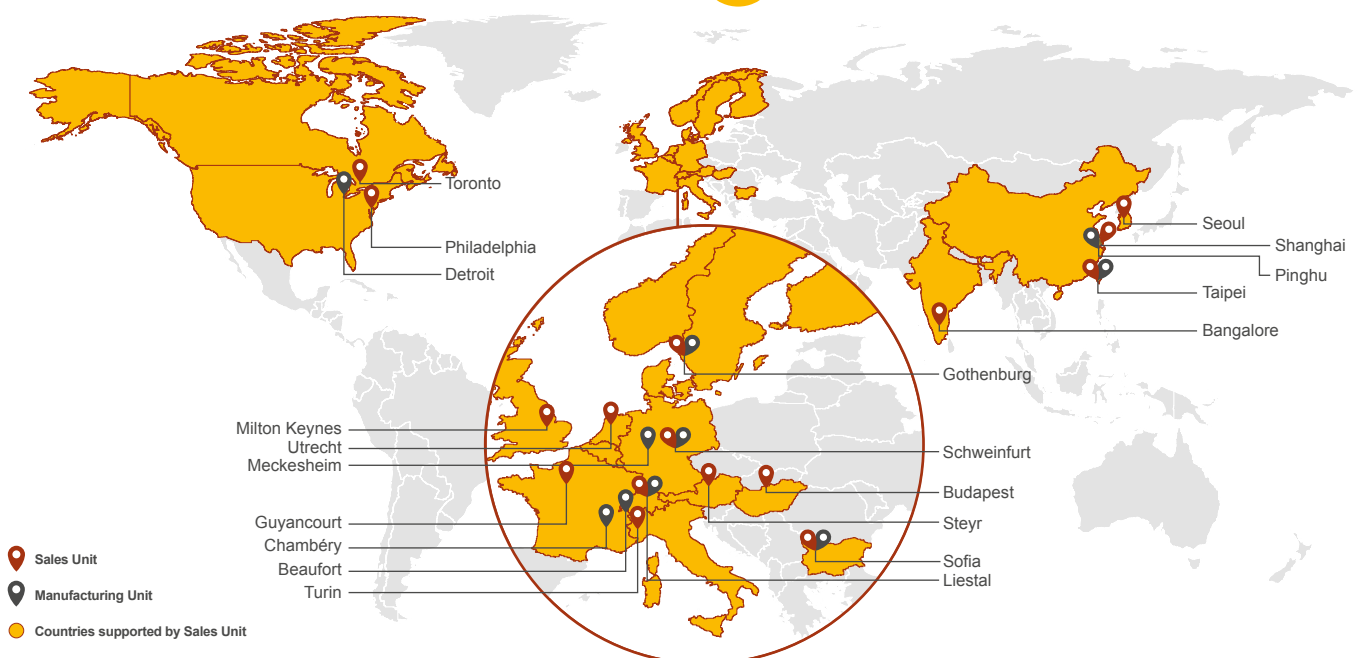 Toronto
Philadelphia
Detroit
Seoul
Shanghai
Pinghu
Taipei
Bangalore
Gothenburg
Milton Keynes
Utrecht
Meckesheim
Schweinfurt
Budapest
Guyancourt
Steyr
Chambéry
Sofia
Beaufort
Liestal
Turin
Sales Unit
Manufacturing Unit
Countries supported by Sales Unit